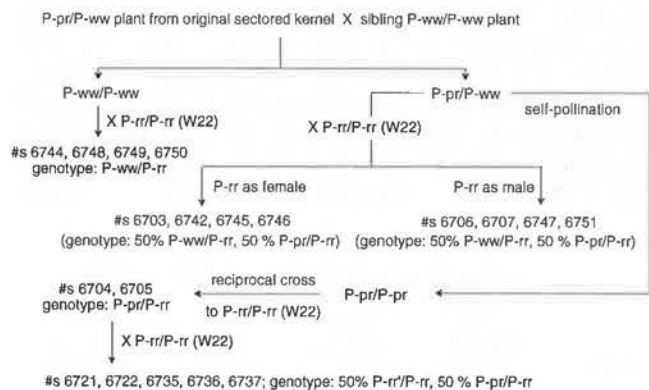 P-pr/P-ww plant from original sectored kernel X sibling P-ww/P-ww plant
P-ww/P-ww
P-pr/P-ww
self-pollination
X P-rr/P-rr (W22)
X P-rr/P-rr (W22)
#s 6744, 6748, 6749, 6750
genotype: P-ww/P-rr
P-rr as female
P-rr as male
#s 6703, 6742, 6745, 6746
(genotype: 50% P-ww/P-rr, 50 % P-pr/P-rr)
#s 6706, 6707, 6747, 6751
(genotype: 50% P-ww/P-rr, 50 % P-pr/P-rr)
#s 6704, 6705
genotype: P-pr/P-rr
reciprocal cross
to P-rr/P-rr (W22)
P-pr/P-pr
X P-rr/P-rr (W22)
#s 6721, 6722, 6735, 6736, 6737; genotype: 50% P-rr'/P-rr, 50 % P-pr/P-rr